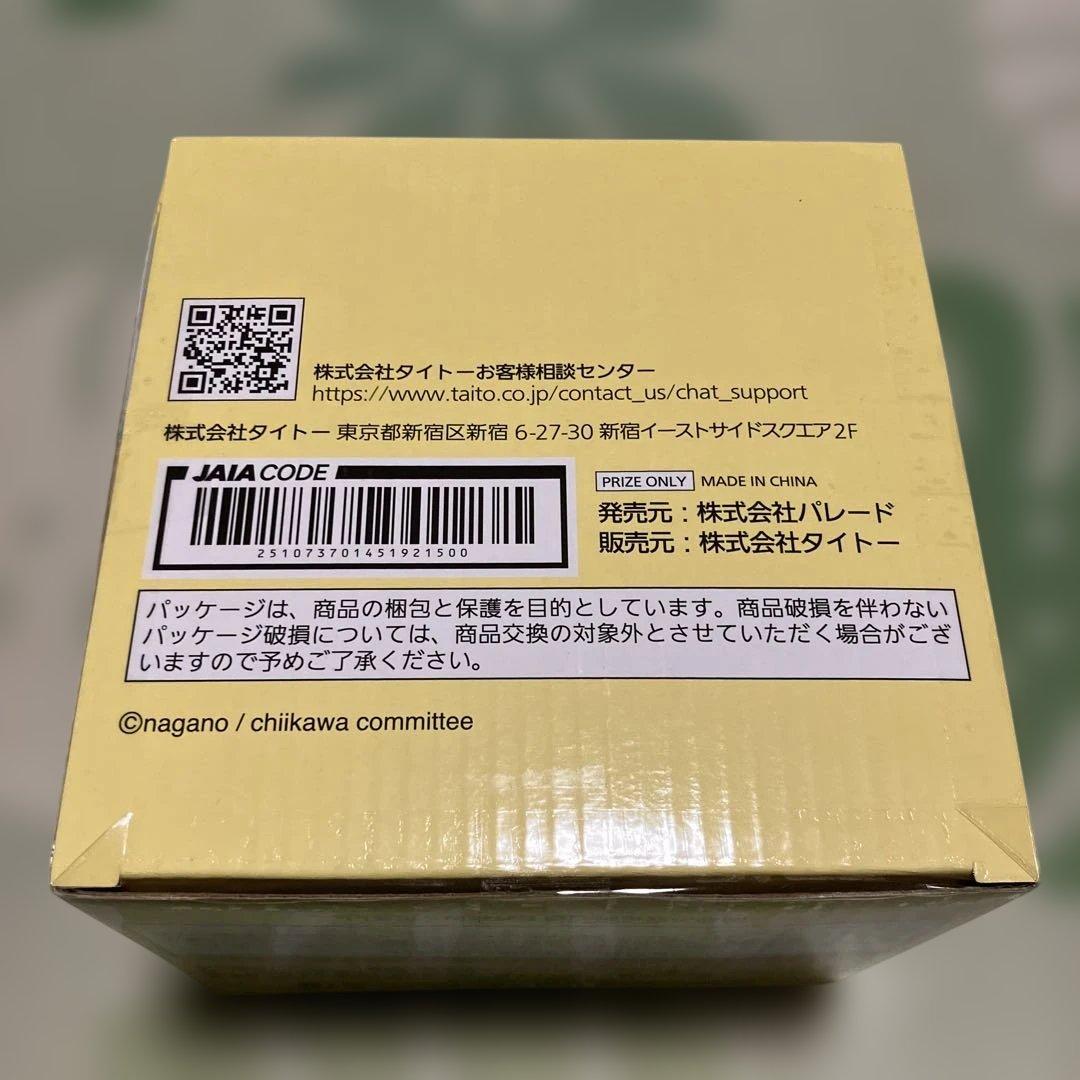 株式会社タイトーお客様相談センター
https://www.taito.co.jp/contact_us/chat_support
株式会社タイトー 東京都新宿区新宿 6-27-30 新宿イーストサイドスクエア2F
JAIA CODE
2510737014519215​00
PRIZE ONLY MADE IN CHINA
発売元:株式会社パレード
販売元:株式会社タイトー
パッケージは、商品の梱包と保護を目的としています。商品破損を伴わない
パッケージ破損については、商品交換の対象外とさせていただく場合がござ
いますので予めご了承ください。
©nagano / chiikawa committee